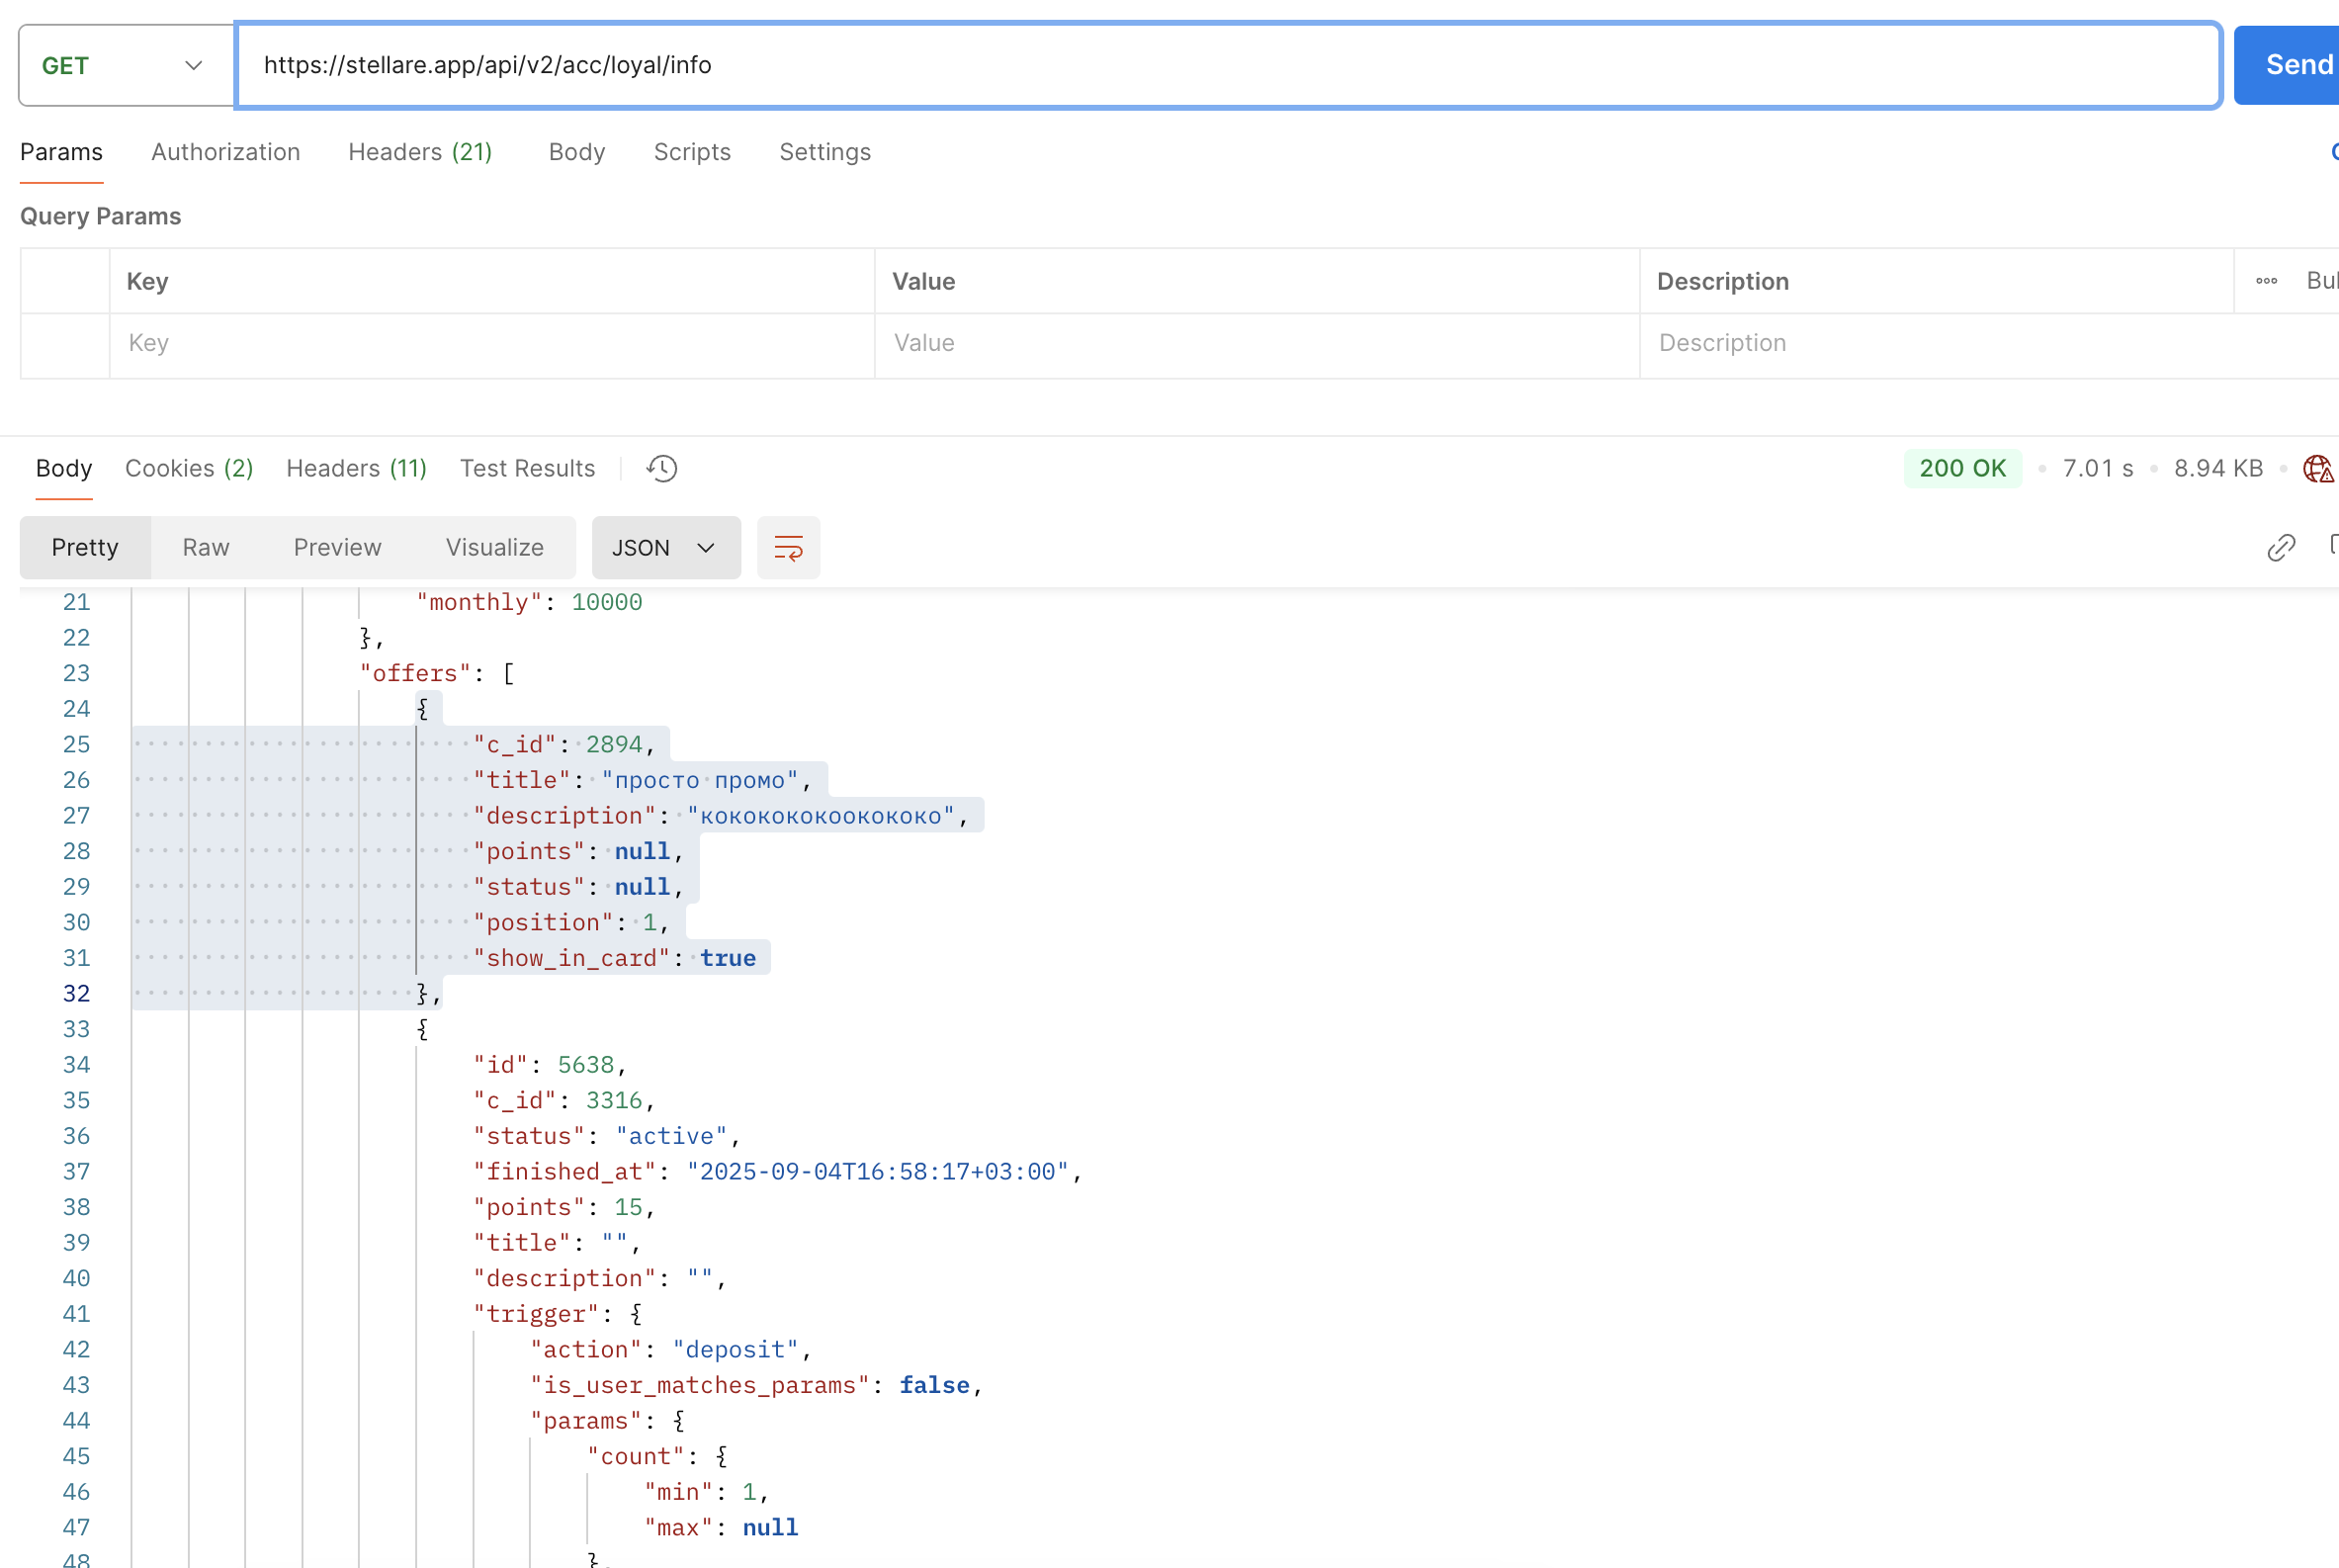 GET https://stellare.app/api/v2/acc/loyal/info Send
Params Authorization Headers (21) Body Scripts Settings
Query Params
Key Value Description Bul
Key Value Description
Body Cookies (2) Headers (11) Test Results 200 OK • 7.01 s • 8.94 KB •
Pretty Raw Preview Visualize JSON
21 "monthly": 10000
22 },
23 "offers": [
24 {
25 "c_id": 2894,
26 "title": "просто промо",
27 "description": "кококококоокококо",
28 "points": null,
29 "status": null,
30 "position": 1,
31 "show_in_card": true
32 },
33 {
34 "id": 5638,
35 "c_id": 3316,
36 "status": "active",
37 "finished_at": "2025-09-04T16:58:17+03:00",
38 "points": 15,
39 "title": "",
40 "description": "",
41 "trigger": {
42 "action": "deposit",
43 "is_user_matches_params": false,
44 "params": {
45 "count": {
46 "min": 1,
47 "max": null
48 },